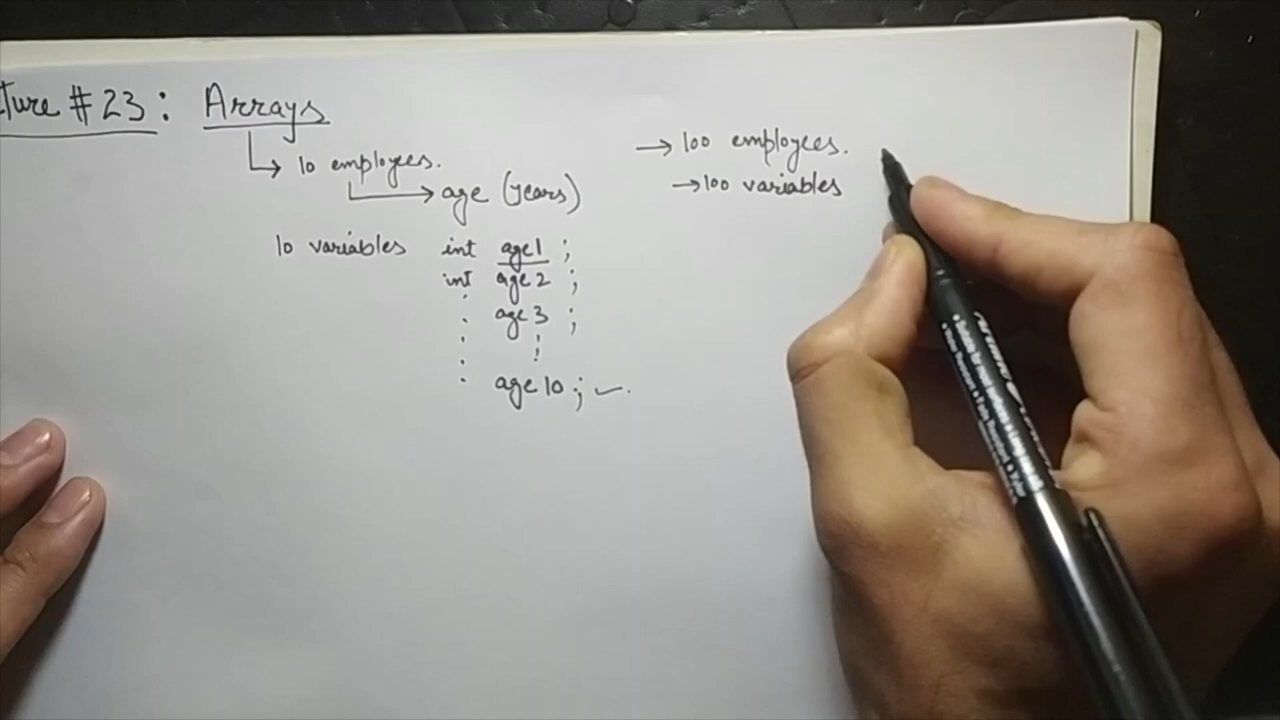 ture #23: Arrays
10 employees.
age (years)
10 variables int age1 ;
int age2 ;
age3 ;
age10 ;
→ 100 employees.
→ 100 variables